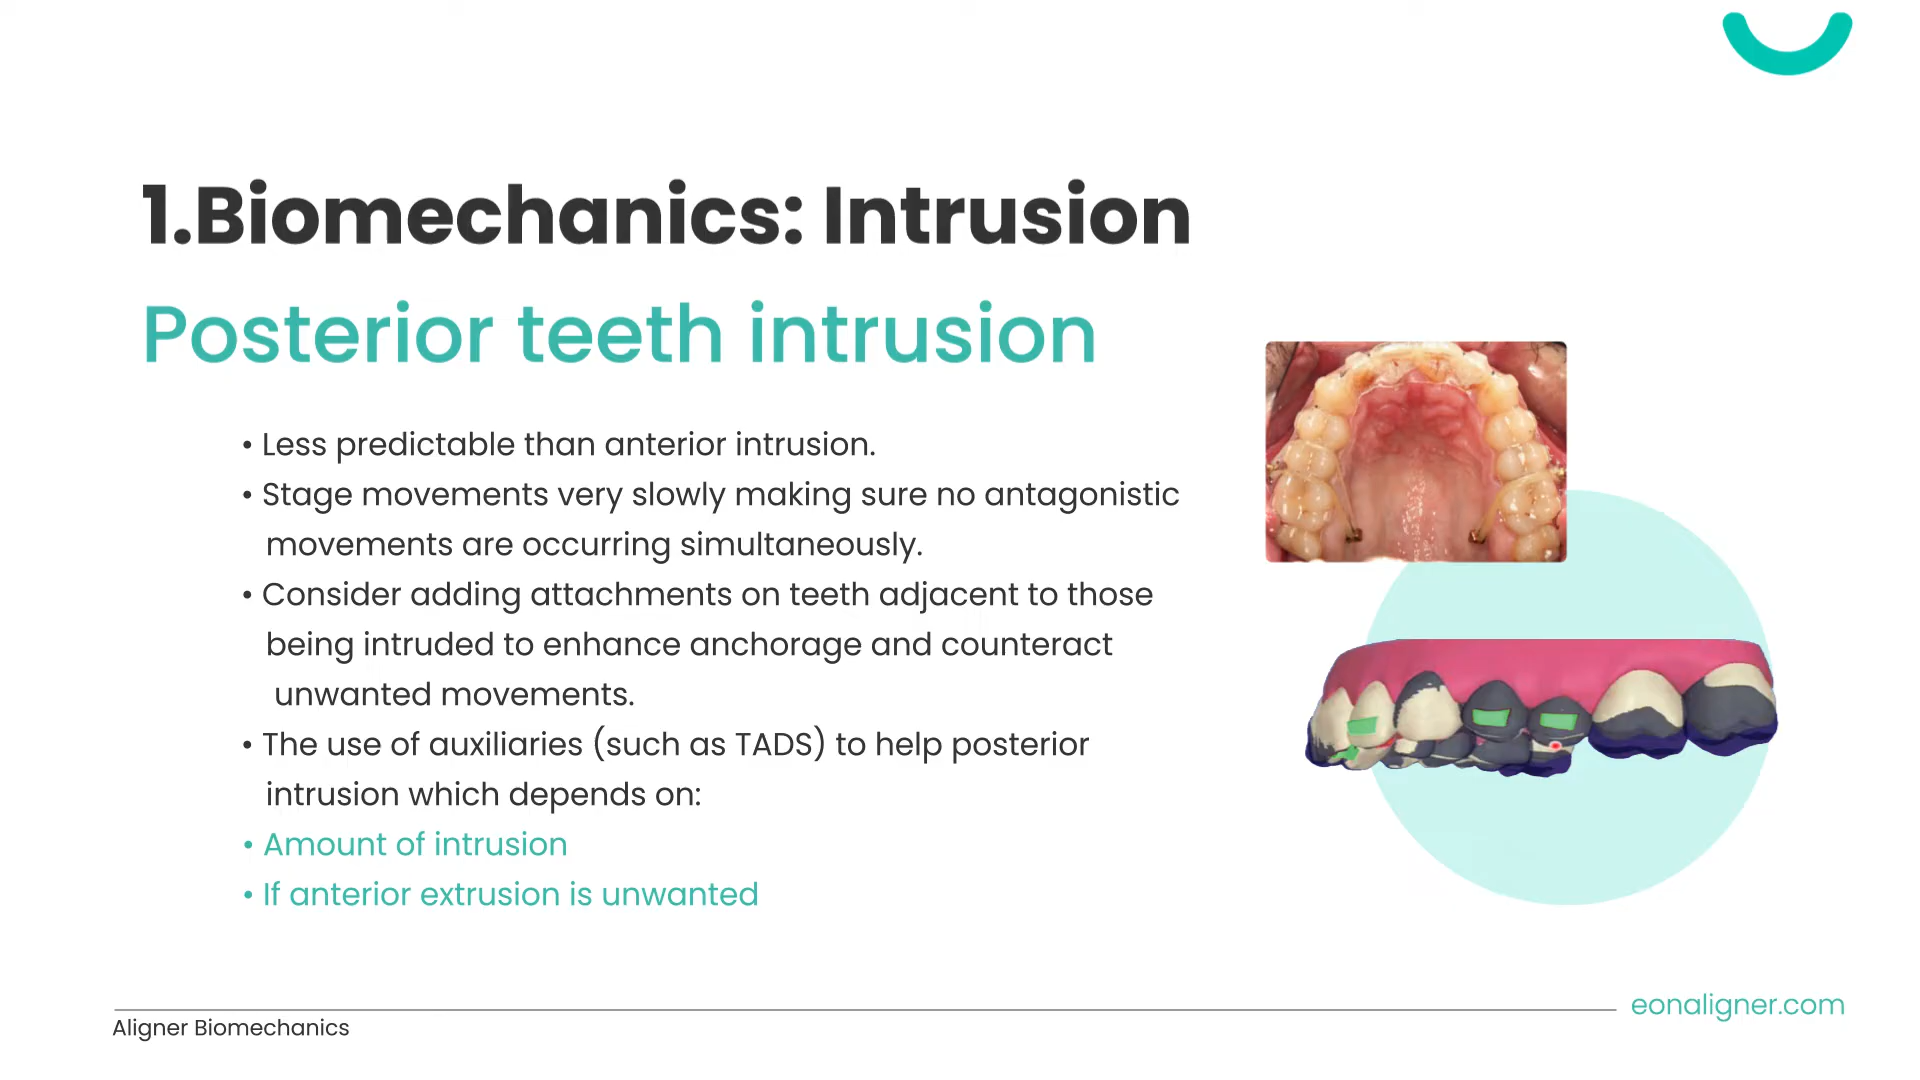 1.Biomechanics: Intrusion
Posterior teeth intrusion
• Less predictable than anterior intrusion.
• Stage movements very slowly making sure no antagonistic
movements are occurring simultaneously.
• Consider adding attachments on teeth adjacent to those
being intruded to enhance anchorage and counteract
unwanted movements.
• The use of auxiliaries (such as TADS) to help posterior
intrusion which depends on:
• Amount of intrusion
• If anterior extrusion is unwanted
eonaligner.com
Aligner Biomechanics